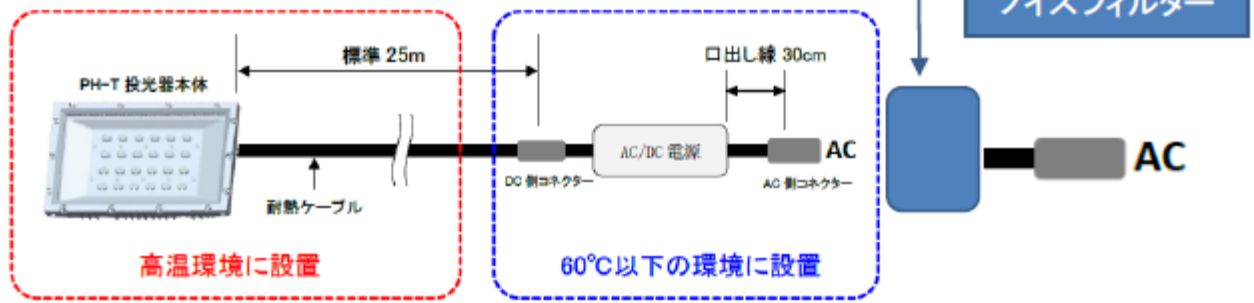 ノイズフィルター
標準 25m
口出し線 30cm
PH-T 投光器本体
AC/DC 電源
AC
AC
DC 側コネクター
AC 側コネクター
耐熱ケーブル
高温環境に設置
60℃以下の環境に設置